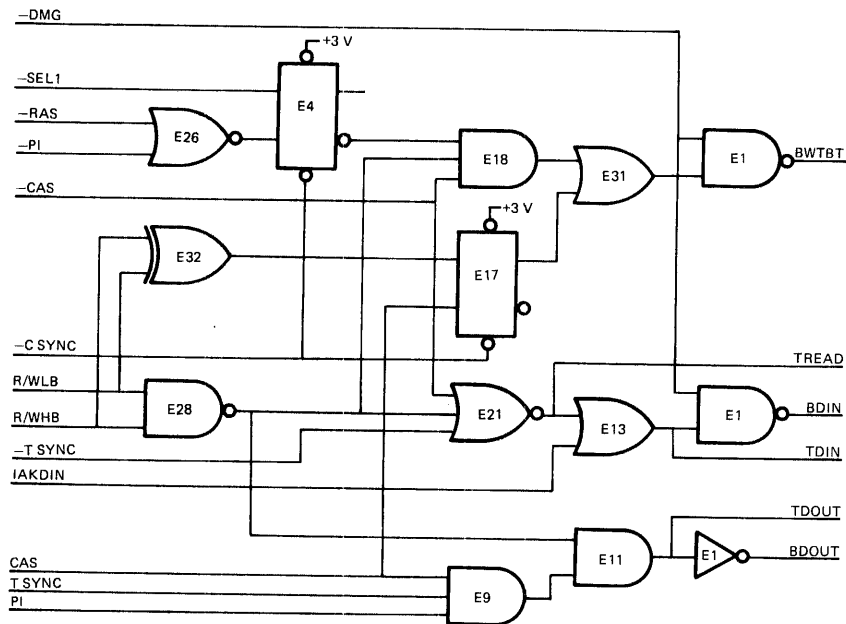 -DMG
+3 V
-SEL1
E4
-RAS
E26
-PI
E18
E1
BWTBT
E31
-CAS
+3 V
E32
E17
-C SYNC
TREAD
R/WLB
E28
E21
E13
E1
BDIN
R/WHB
-T SYNC
TDIN
IAKDIN
TDOUT
CAS
E11
E1
BDOUT
T SYNC
E9
PI